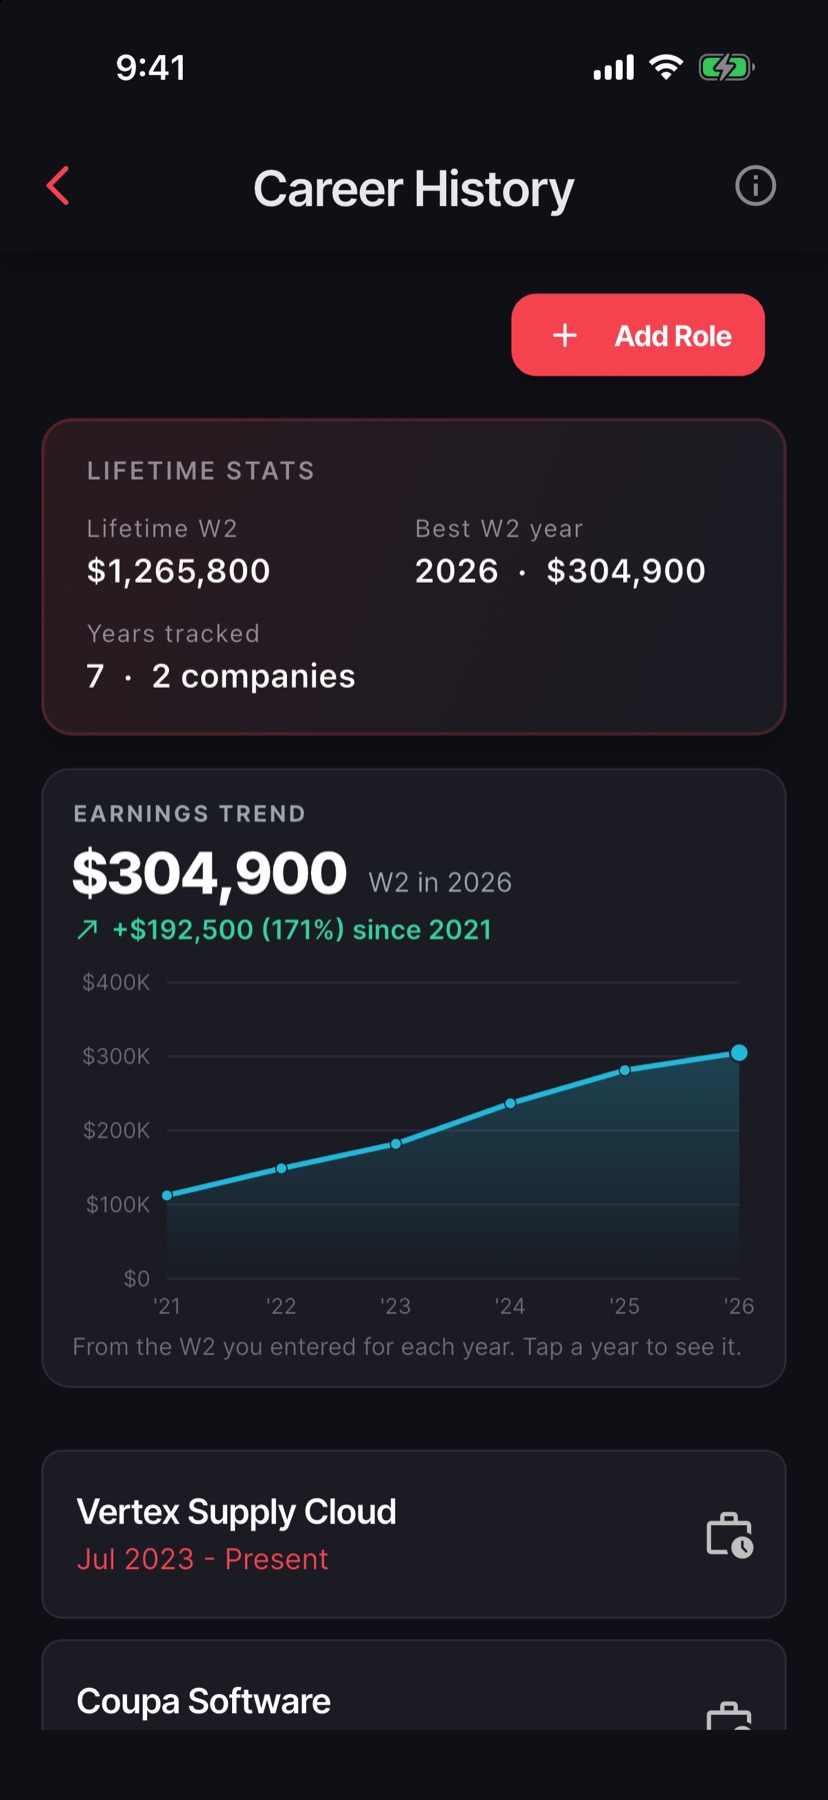 9:41
Career History
+ Add Role
LIFETIME STATS
Lifetime W2
$1,265,800
Best W2 year
2026 · $304,900
Years tracked
7 · 2 companies
EARNINGS TREND
$304,900 W2 in 2026
↗ +$192,500 (171%) since 2021
$400K
$300K
$200K
$100K
$0
'21 '22 '23 '24 '25 '26
From the W2 you entered for each year. Tap a year to see it.
Vertex Supply Cloud
Jul 2023 - Present
Coupa Software